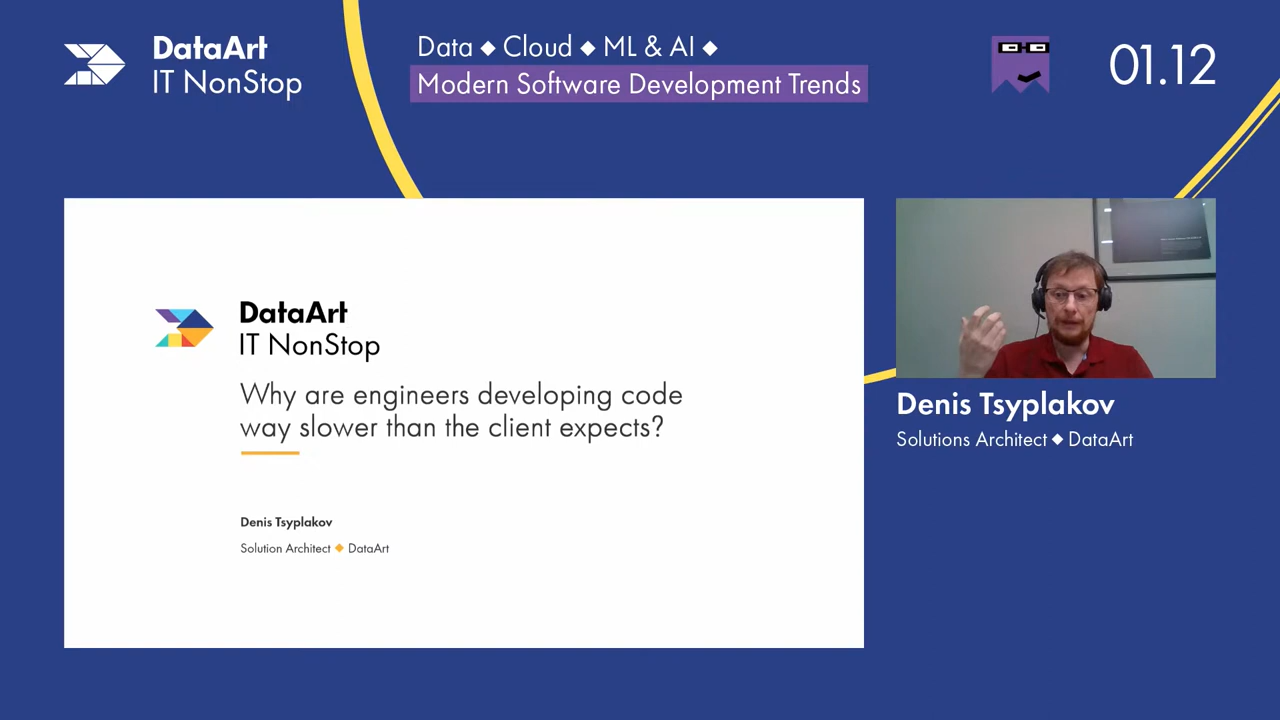 DataArt
IT NonStop
Data ◆ Cloud ◆ ML & AI ◆
Modern Software Development Trends
01.12
DataArt
IT NonStop
Why are engineers developing code
way slower than the client expects?
Denis Tsyplakov
Solution Architect ◆ DataArt
Denis Tsyplakov
Solutions Architect ◆ DataArt